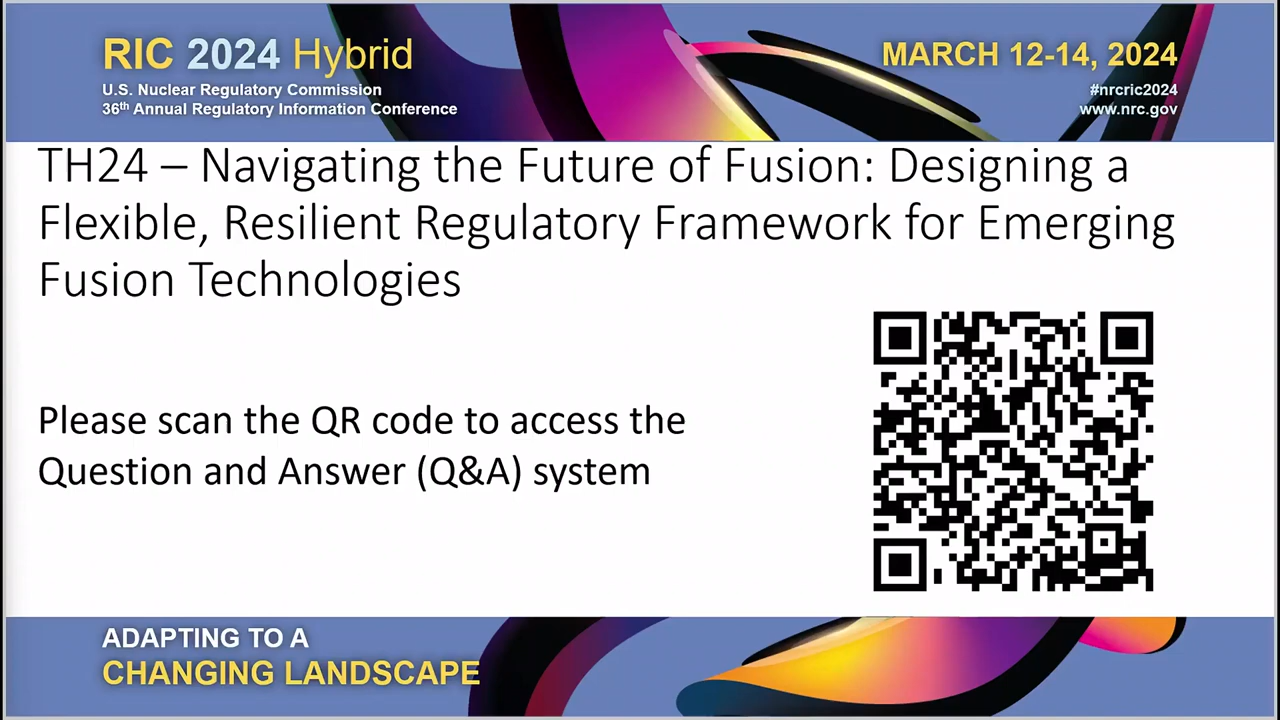 RIC 2024 Hybrid
U.S. Nuclear Regulatory Commission
36th Annual Regulatory Information Conference
MARCH 12-14, 2024
#nrcric2024
www.nrc.gov
TH24 – Navigating the Future of Fusion: Designing a
Flexible, Resilient Regulatory Framework for Emerging
Fusion Technologies
Please scan the QR code to access the
Question and Answer (Q&A) system
ADAPTING TO A
CHANGING LANDSCAPE